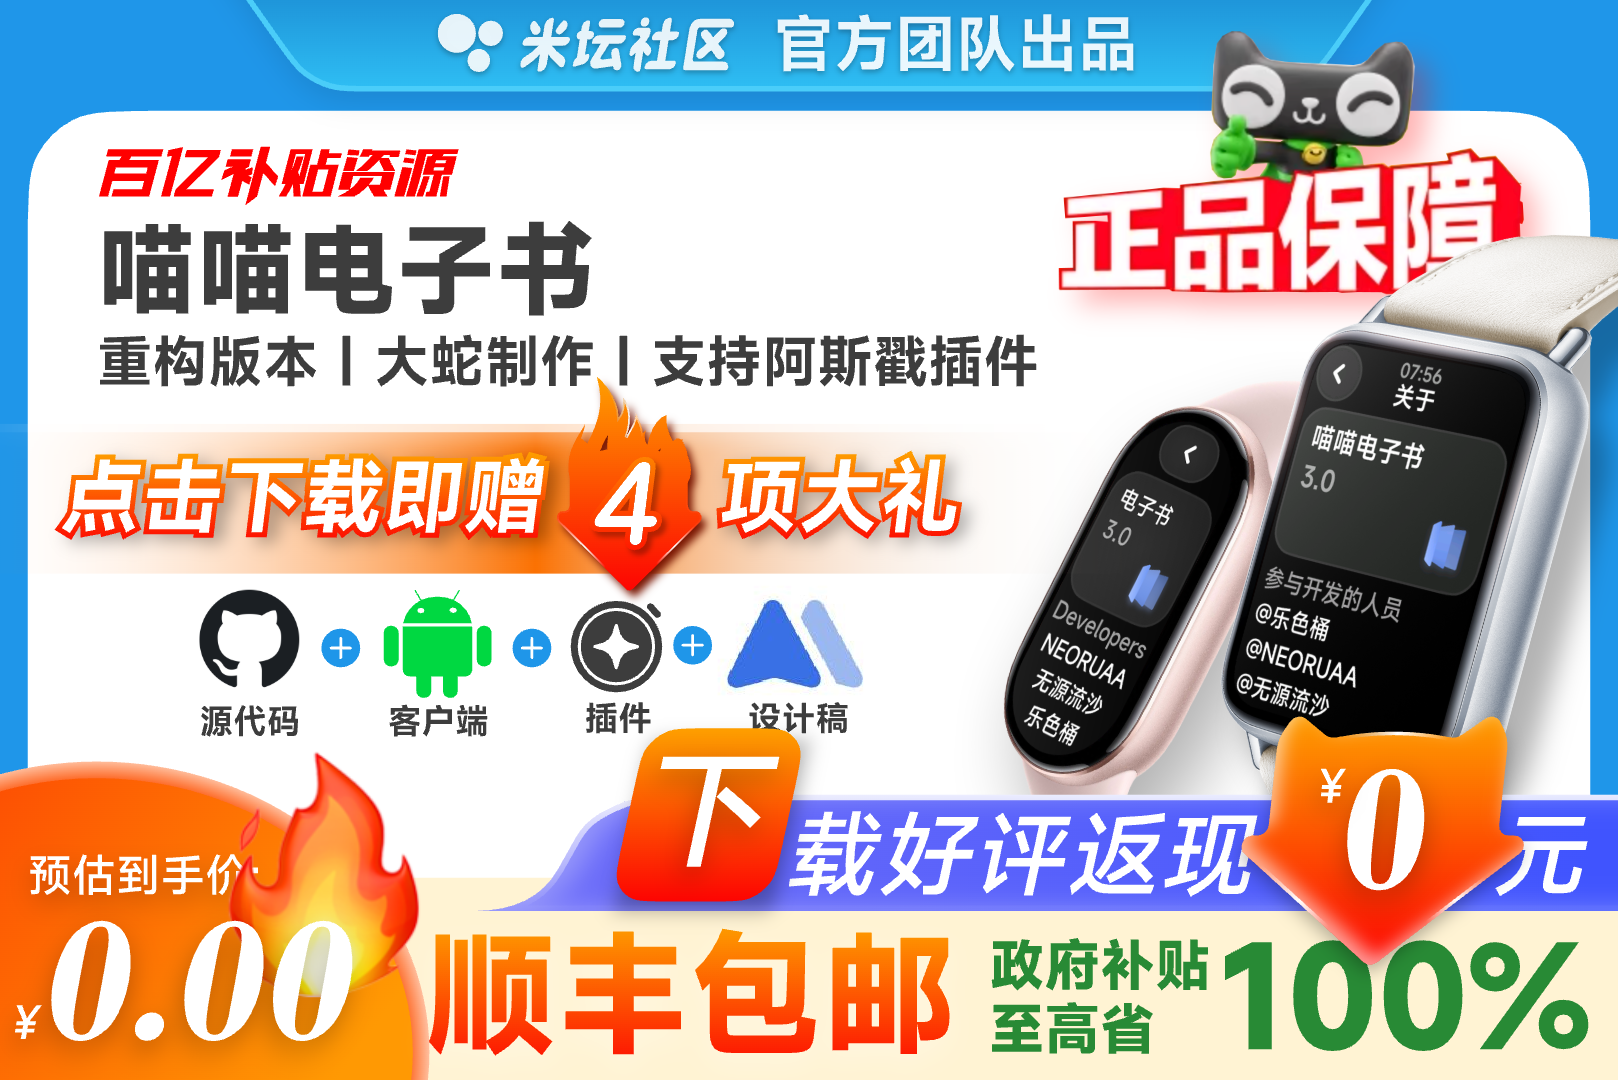 米坛社区 官方团队出品
百亿补贴资源
正品保障
喵喵电子书
重构版本丨大蛇制作丨支持阿斯戳插件
点击下载即赠4项大礼
源代码 + 客户端 + 插件 + 设计稿
电子书
3.0
Developers
NEORUAA
无源流沙
乐色桶
07:56
关于
喵喵电子书
3.0
参与开发的人员
@乐色桶
@NEORUAA
@无源流沙
下载好评返现¥0元
预估到手价:
¥0.00
顺丰包邮
政府补贴
至高省
100%